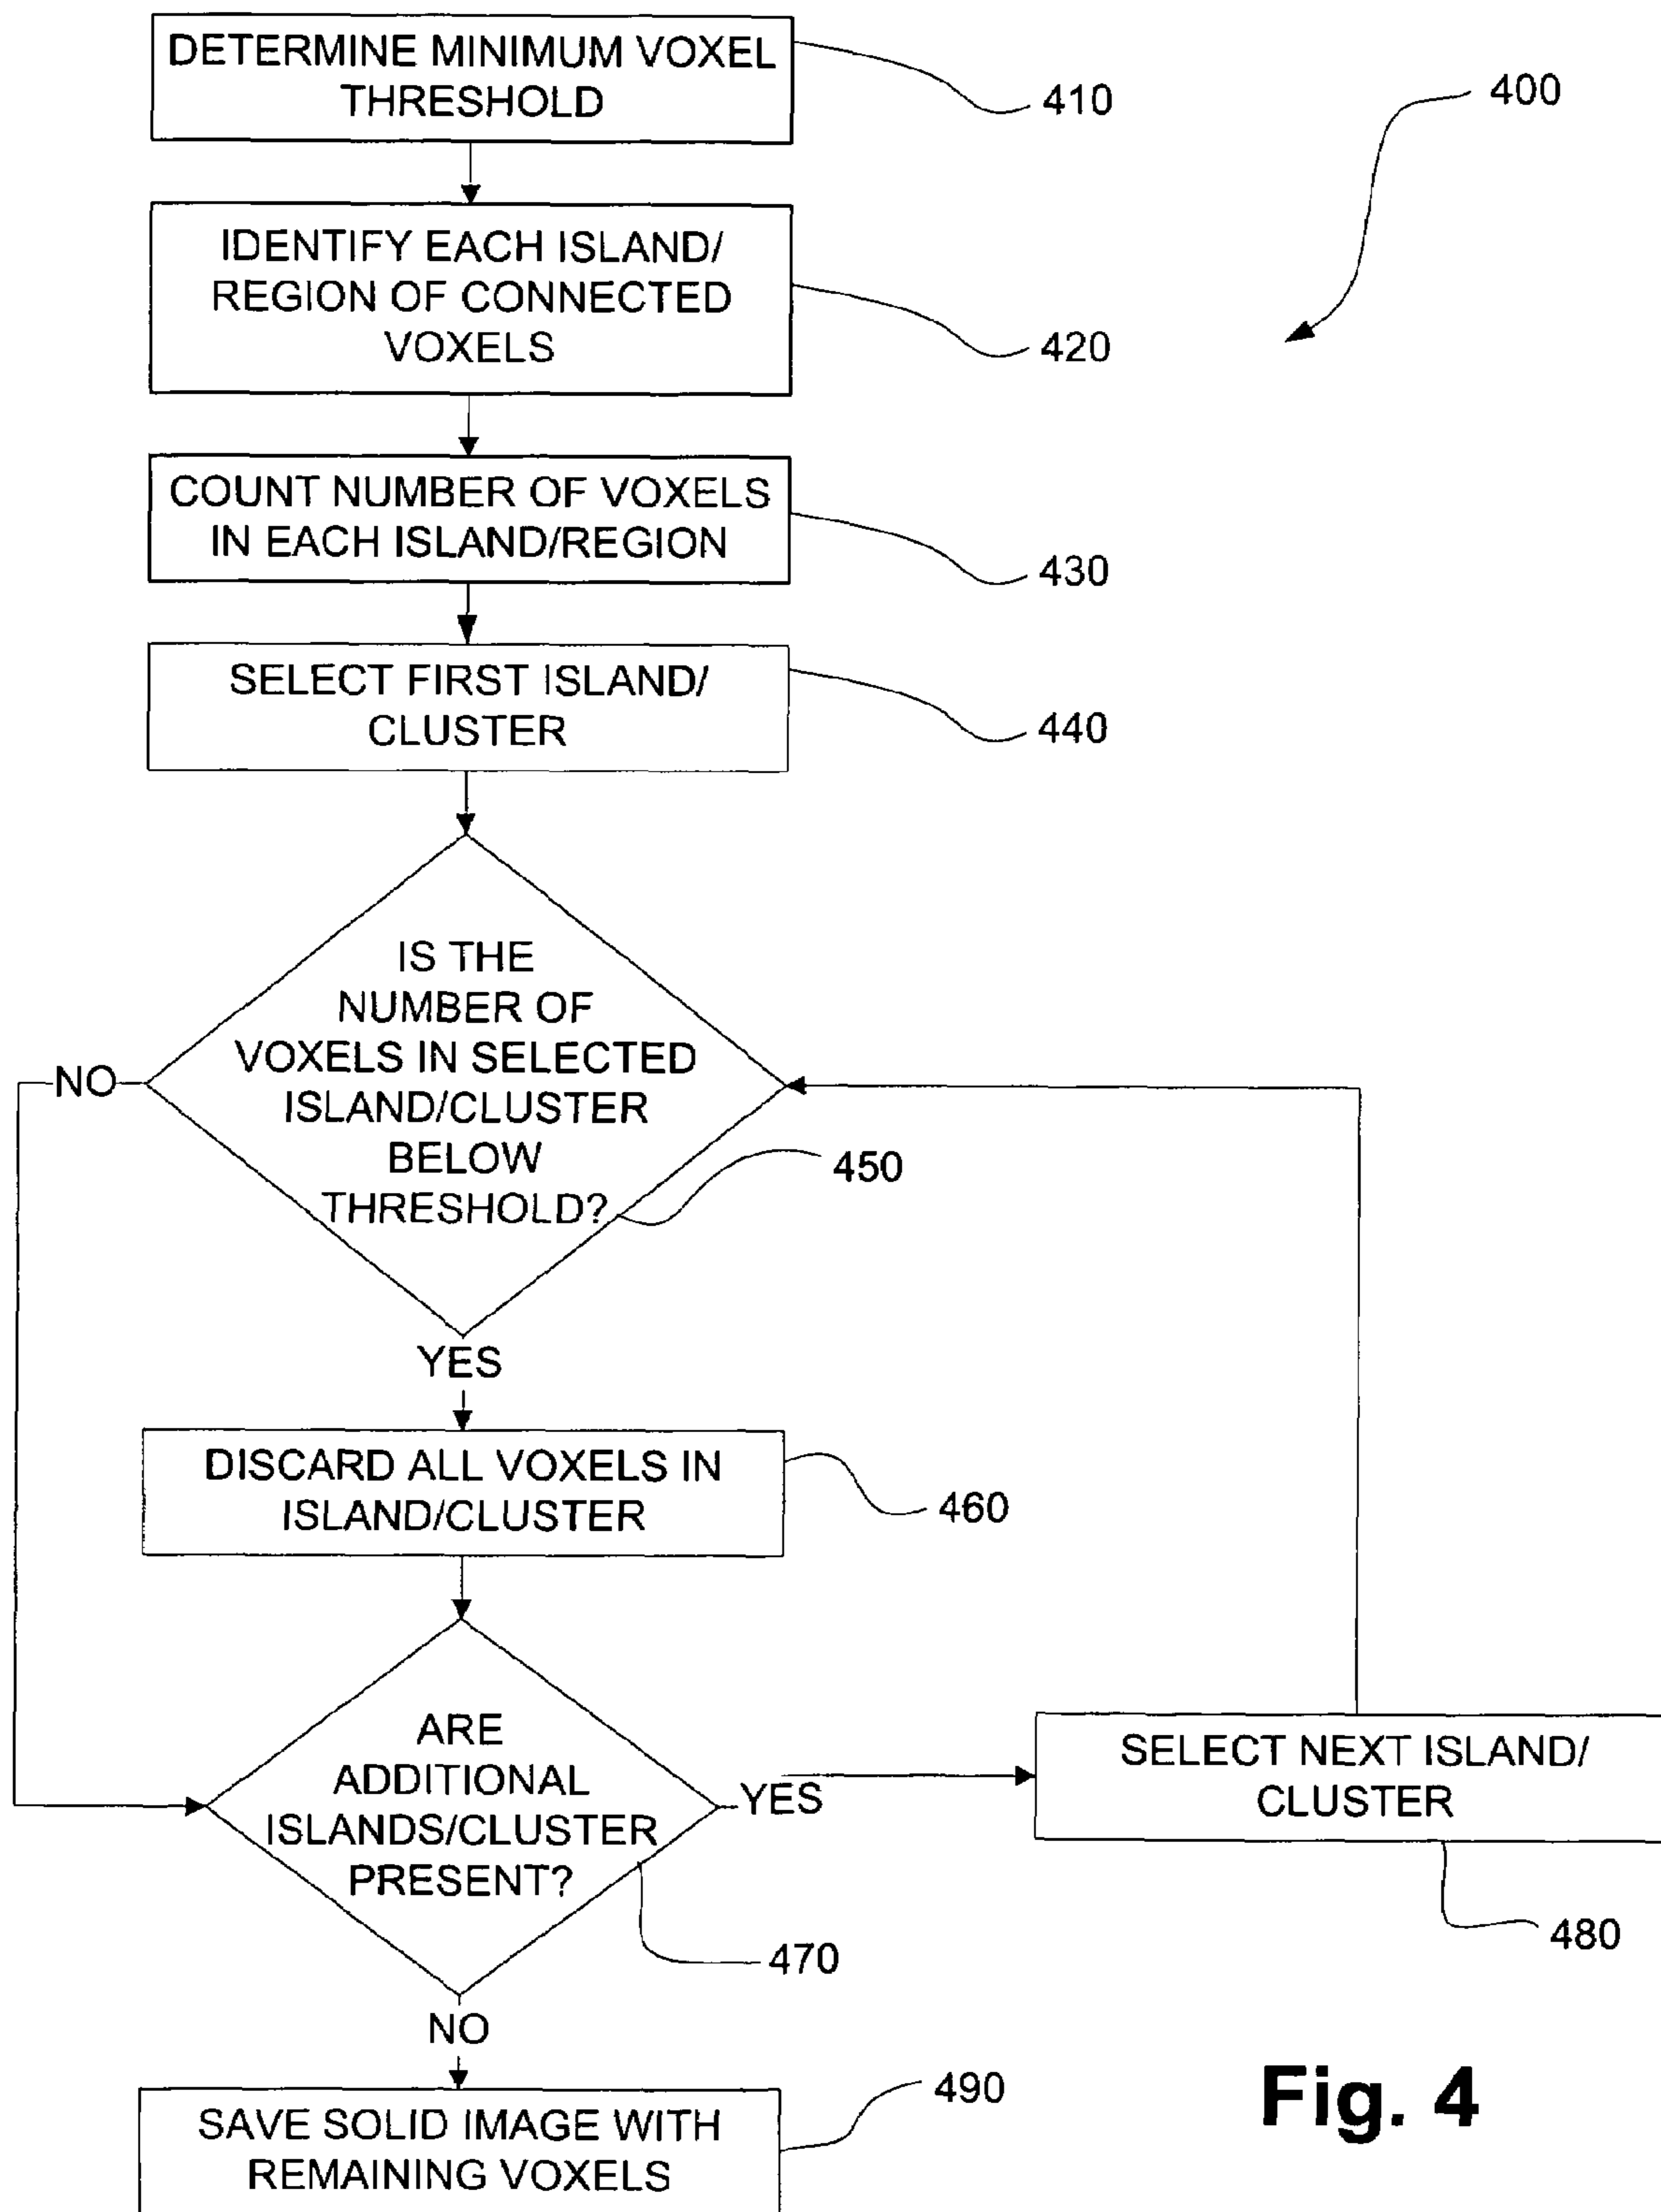 DETERMINE MINIMUM VOXEL
THRESHOLD
410
400
IDENTIFY EACH ISLAND/
REGION OF CONNECTED
VOXELS
420
COUNT NUMBER OF VOXELS
IN EACH ISLAND/REGION
430
SELECT FIRST ISLAND/
CLUSTER
440
IS THE
NUMBER OF
VOXELS IN SELECTED
ISLAND/CLUSTER
BELOW
THRESHOLD?
NO
450
YES
DISCARD ALL VOXELS IN
ISLAND/CLUSTER
460
ARE
ADDITIONAL
ISLANDS/CLUSTER
PRESENT?
YES
470
SELECT NEXT ISLAND/
CLUSTER
480
NO
SAVE SOLID IMAGE WITH
REMAINING VOXELS
490
Fig. 4